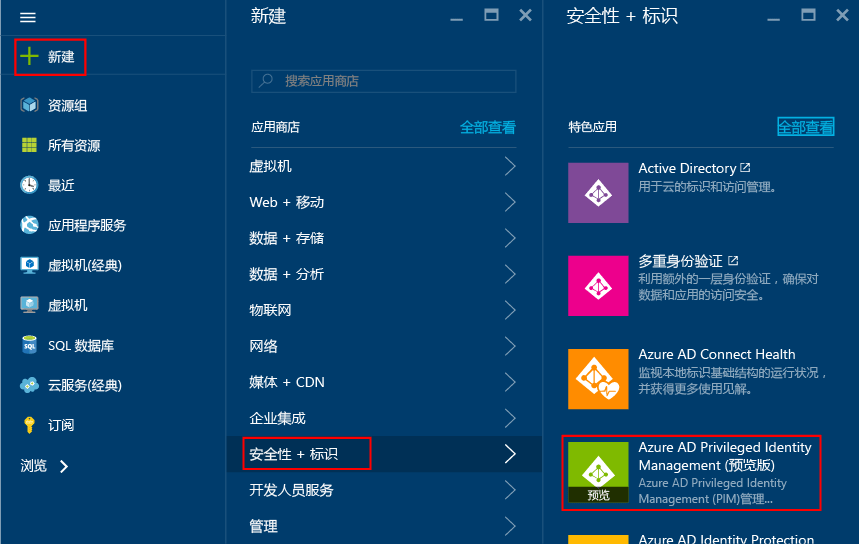 新建
资源组
所有资源
最近
应用程序服务
虚拟机(经典)
虚拟机
SQL 数据库
云服务(经典)
订阅
浏览
新建
搜索应用商店
应用商店
全部查看
虚拟机
Web + 移动
数据 + 存储
数据 + 分析
物联网
网络
媒体 + CDN
企业集成
安全性 + 标识
开发人员服务
管理
安全性 + 标识
特色应用
全部查看
Active Directory
用于云的标识和访问管理。
多重身份验证
利用额外的一层身份验证，确保对
数据和应用的访问安全。
Azure AD Connect Health
监视本地标识基础结构的运行状况，
并获得更多使用见解。
Azure AD Privileged Identity
Management (预览版)
Azure AD Privileged Identity
Management (PIM)管理...
预览
Azure AD Identity Protection